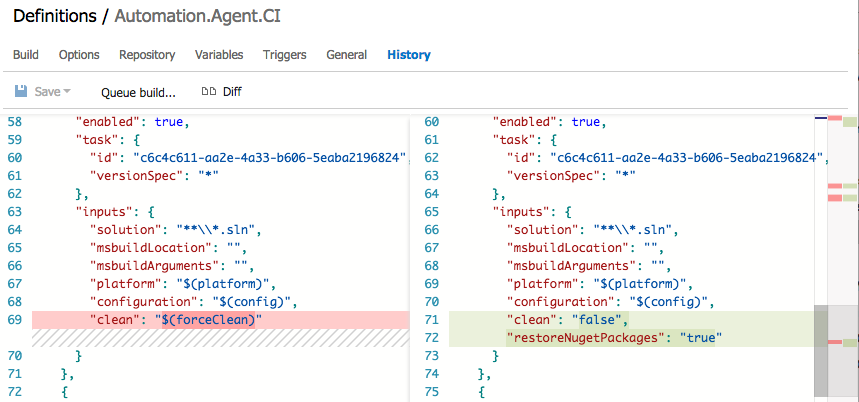 Definitions / Automation.Agent.CI
Build Options Repository Variables Triggers General History
Save Queue build... Diff
58 "enabled": true,
59 "task": {
60 "id": "c6c4c611-aa2e-4a33-b606-5eaba2196824",
61 "versionSpec": "*"
62 },
63 "inputs": {
64 "solution": "**\\*.sln",
65 "msbuildLocation": "",
66 "msbuildArguments": "",
67 "platform": "$(platform)",
68 "configuration": "$(config)",
69 "clean": "$(forceClean)"
70 }
71 },
72 {
60 "enabled": true,
61 "task": {
62 "id": "c6c4c611-aa2e-4a33-b606-5eaba2196824",
63 "versionSpec": "*"
64 },
65 "inputs": {
66 "solution": "**\\*.sln",
67 "msbuildLocation": "",
68 "msbuildArguments": "",
69 "platform": "$(platform)",
70 "configuration": "$(config)",
71 "clean": "false",
72 "restoreNugetPackages": "true"
73 }
74 },
75 {